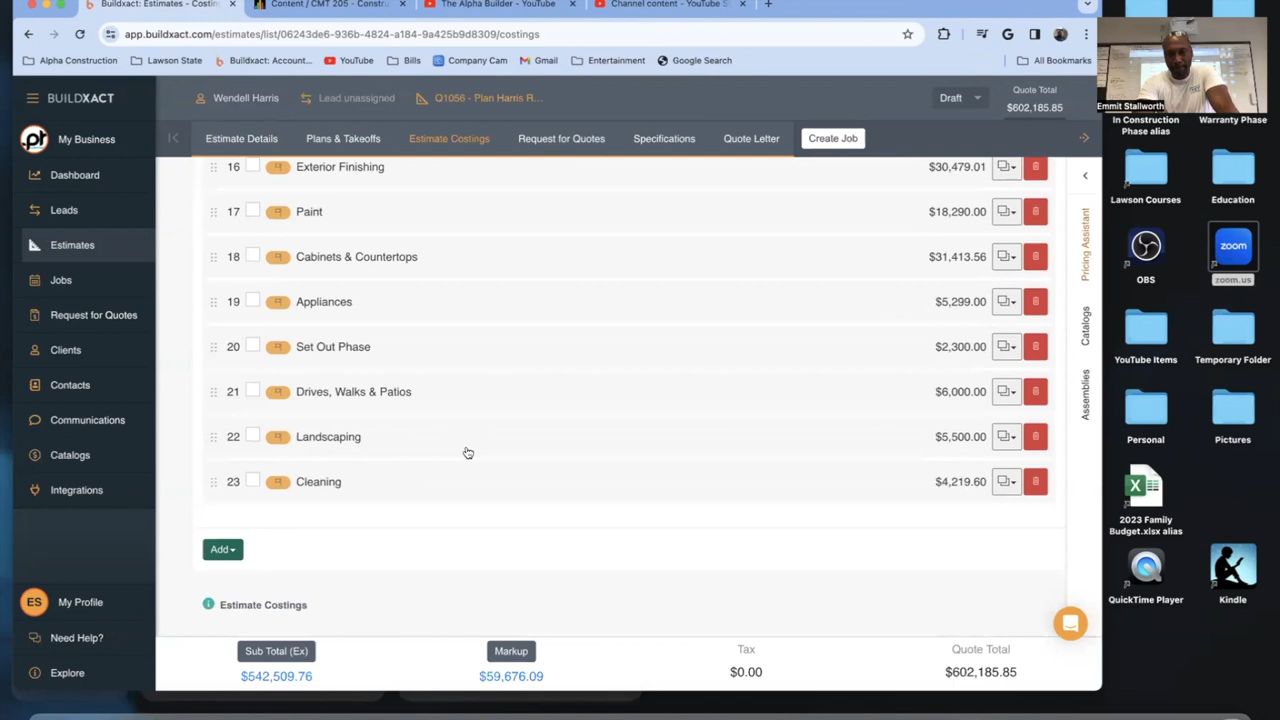 Buildxact: Estimates - Costin
Content / CMT 205 - Constru
The Alpha Builder - YouTube
Channel content - YouTube S
app.buildxact.com/estimates/list/06243de6-936b-4824-a184-9a425b9d8309/costings
Alpha Construction
Lawson State
Buildxact: Account...
YouTube
Bills
Company Cam
Gmail
Entertainment
Google Search
All Bookmarks
BUILDXACT
Wendell Harris
Lead unassigned
Q1056 - Plan Harris R...
Draft
Quote Total
$602,185.85
My Business
Estimate Details
Plans & Takeoffs
Estimate Costings
Request for Quotes
Specifications
Quote Letter
Create Job
Dashboard
Leads
Estimates
Jobs
Request for Quotes
Clients
Contacts
Communications
Catalogs
Integrations
ES
My Profile
Need Help?
Explore
16 Exterior Finishing $30,479.01
17 Paint $18,290.00
18 Cabinets & Countertops $31,413.56
19 Appliances $5,299.00
20 Set Out Phase $2,300.00
21 Drives, Walks & Patios $6,000.00
22 Landscaping $5,500.00
23 Cleaning $4,219.60
Add
Estimate Costings
Pricing Assistant
Catalogs
Assemblies
Sub Total (Ex)
$542,509.76
Markup
$59,676.09
Tax
$0.00
Quote Total
$602,185.85
Emmit Stallworth
In Construction
Phase alias
Warranty Phase
Lawson Courses
Education
OBS
zoom
zoom.us
YouTube Items
Temporary Folder
Personal
Pictures
2023 Family
Budget.xlsx alias
QuickTime Player
Kindle